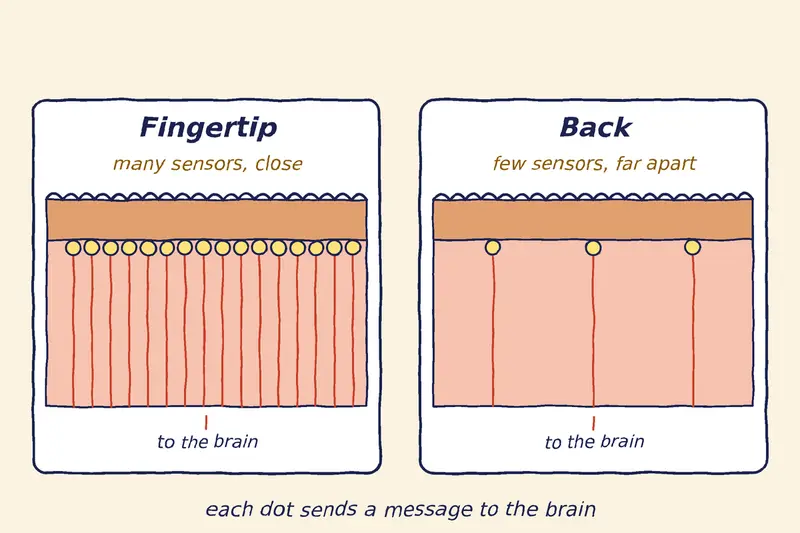 Fingertip
many sensors, close
to the brain
Back
few sensors, far apart
to the brain
each dot sends a message to the brain